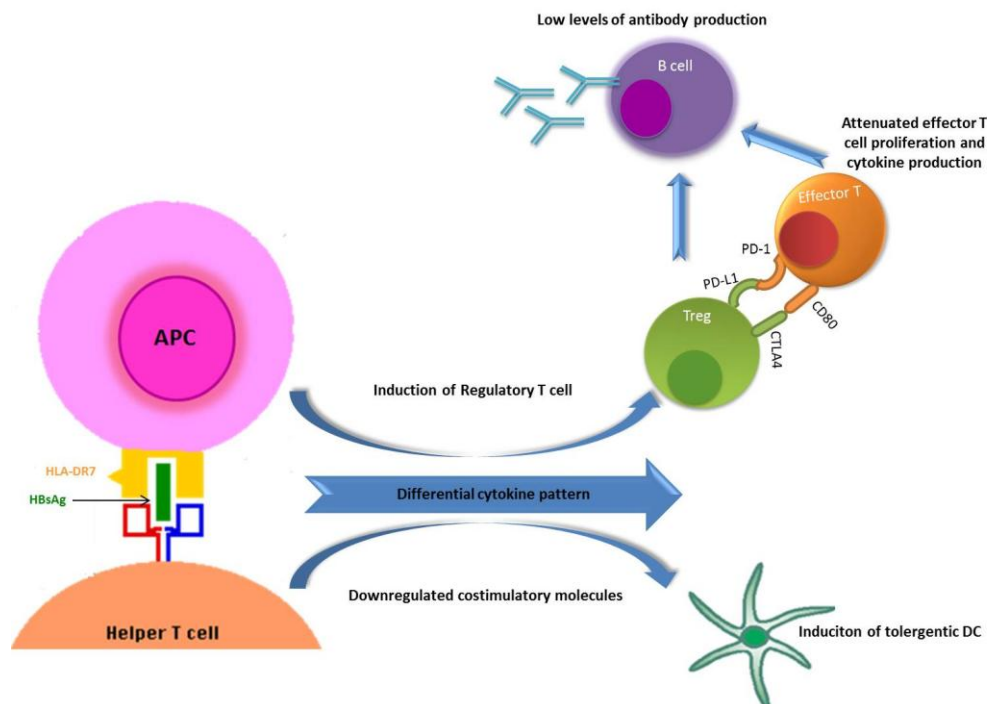 Low levels of antibody production
B cell
Attenuated effector T
cell proliferation and
cytokine production
Effector T
PD-1
PD-L1
CD80
Treg
CTLA4
APC
Induction of Regulatory T cell
HLA-DR7
HBsAg
Differential cytokine pattern
Downregulated costimulatory molecules
Helper T cell
Induciton of tolergentic DC